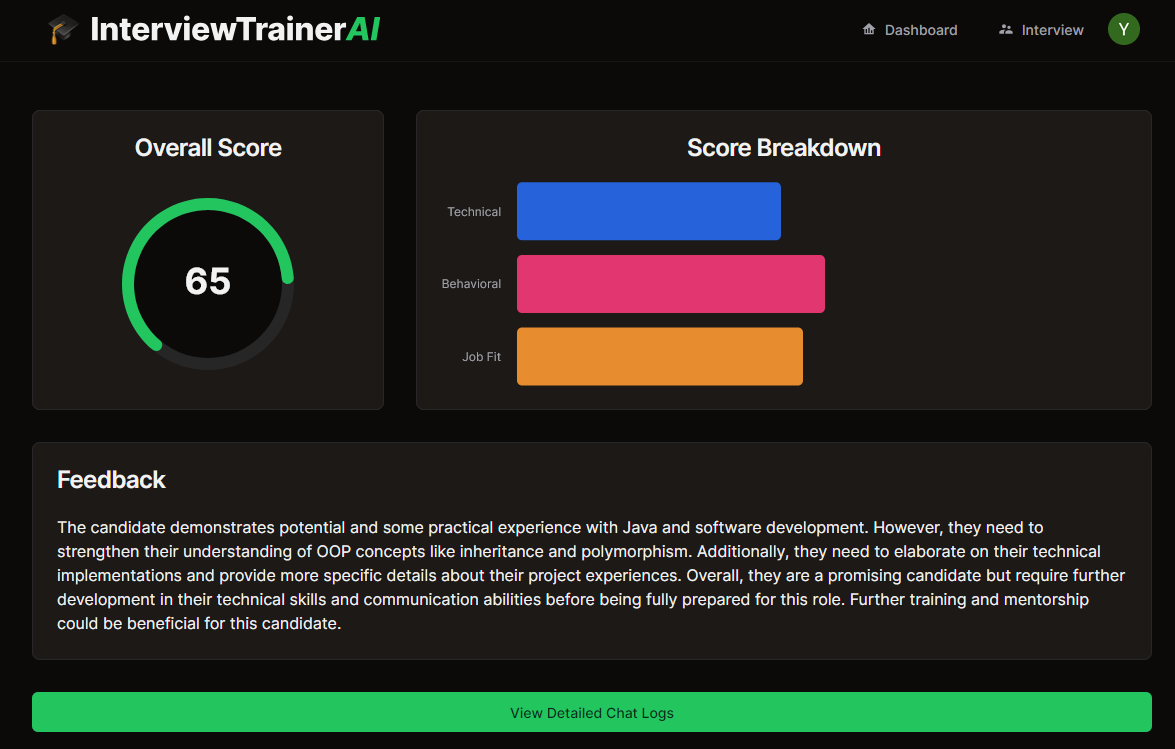 InterviewTrainerAI
Dashboard
Interview
Y
Overall Score
65
Score Breakdown
Technical
Behavioral
Job Fit
Feedback
The candidate demonstrates potential and some practical experience with Java and software development. However, they need to
strengthen their understanding of OOP concepts like inheritance and polymorphism. Additionally, they need to elaborate on their technical
implementations and provide more specific details about their project experiences. Overall, they are a promising candidate but require further
development in their technical skills and communication abilities before being fully prepared for this role. Further training and mentorship
could be beneficial for this candidate.
View Detailed Chat Logs